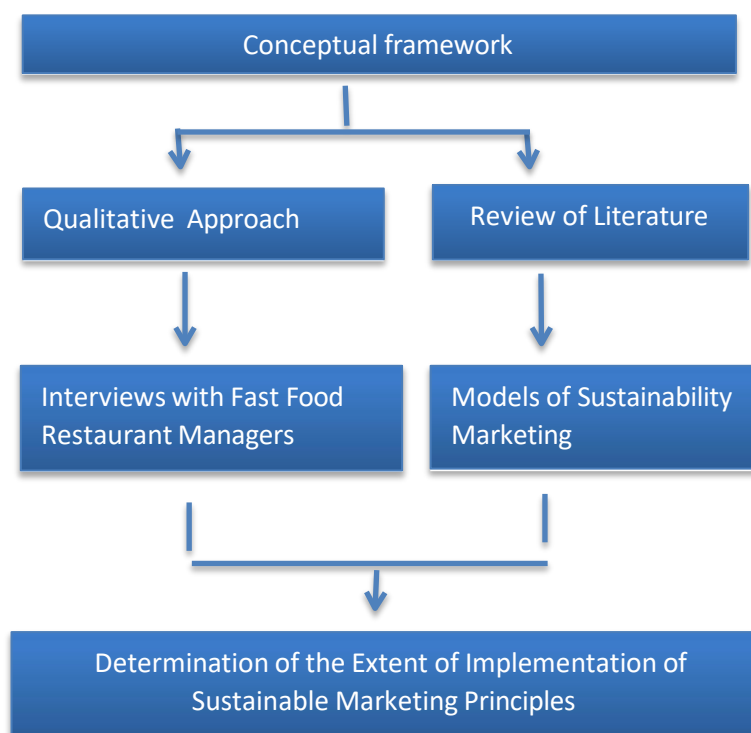 Conceptual framework
Qualitative Approach
Review of Literature
Interviews with Fast Food
Restaurant Managers
Models of Sustainability
Marketing
Determination of the Extent of Implementation of
Sustainable Marketing Principles